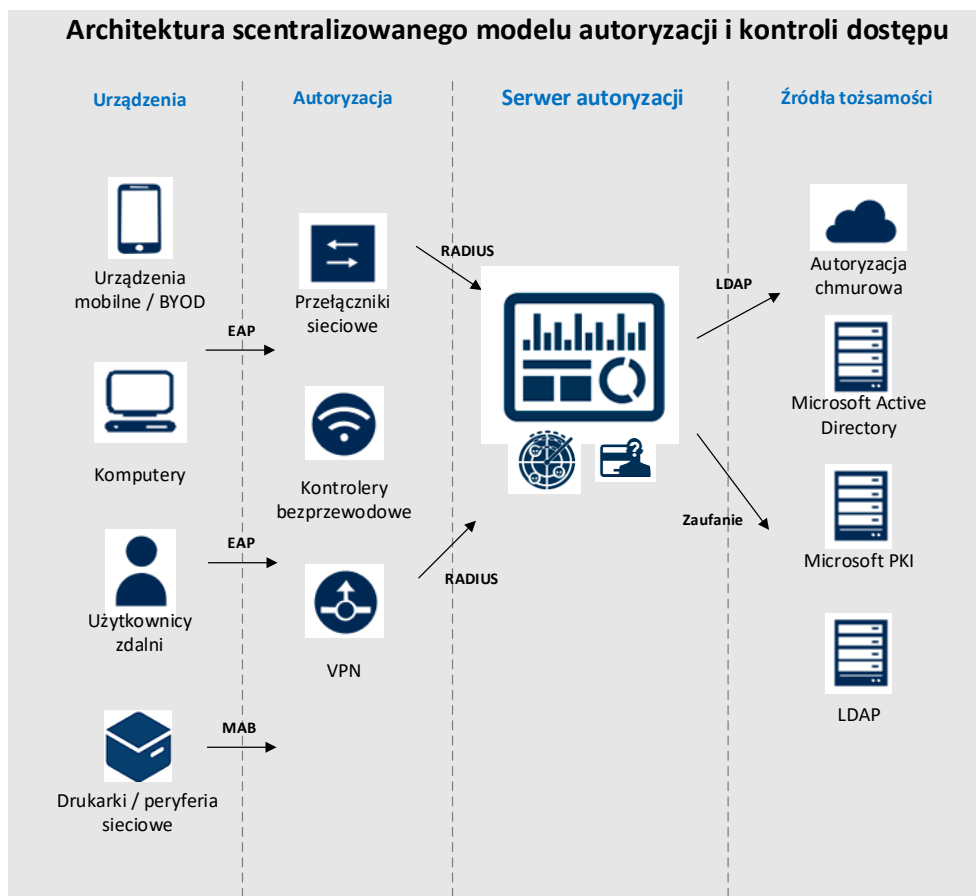 Architektura scentralizowanego modelu autoryzacji i kontroli dostępu
Urządzenia
Autoryzacja
Serwer autoryzacji
Źródła tożsamości
Urządzenia
mobilne / BYOD
Komputery
Użytkownicy
zdalni
Drukarki / peryferia
sieciowe
EAP
EAP
MAB
Przełączniki
sieciowe
Kontrolery
bezprzewodowe
VPN
RADIUS
RADIUS
?
LDAP
Zaufanie
Autoryzacja
chmurowa
Microsoft Active
Directory
Microsoft PKI
LDAP